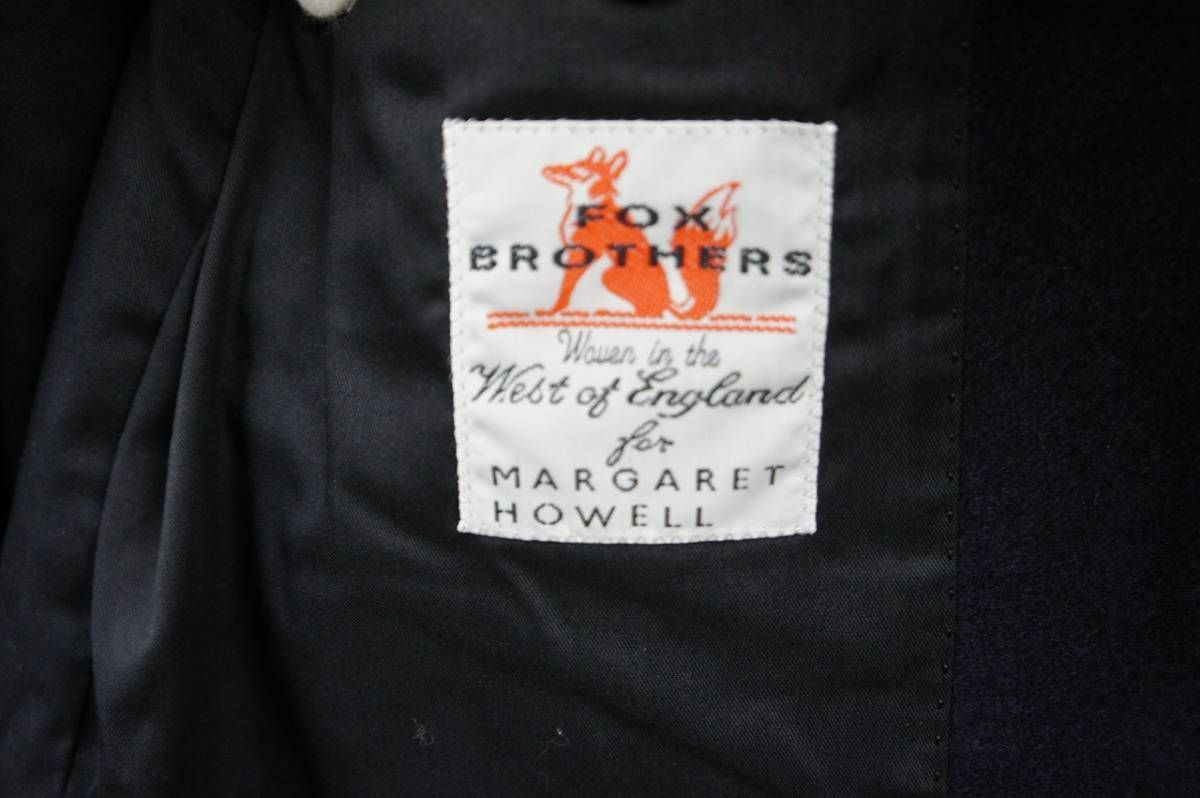 FOX
BROTHERS
Woven in the
West of England
for
MARGARET
HOWELL